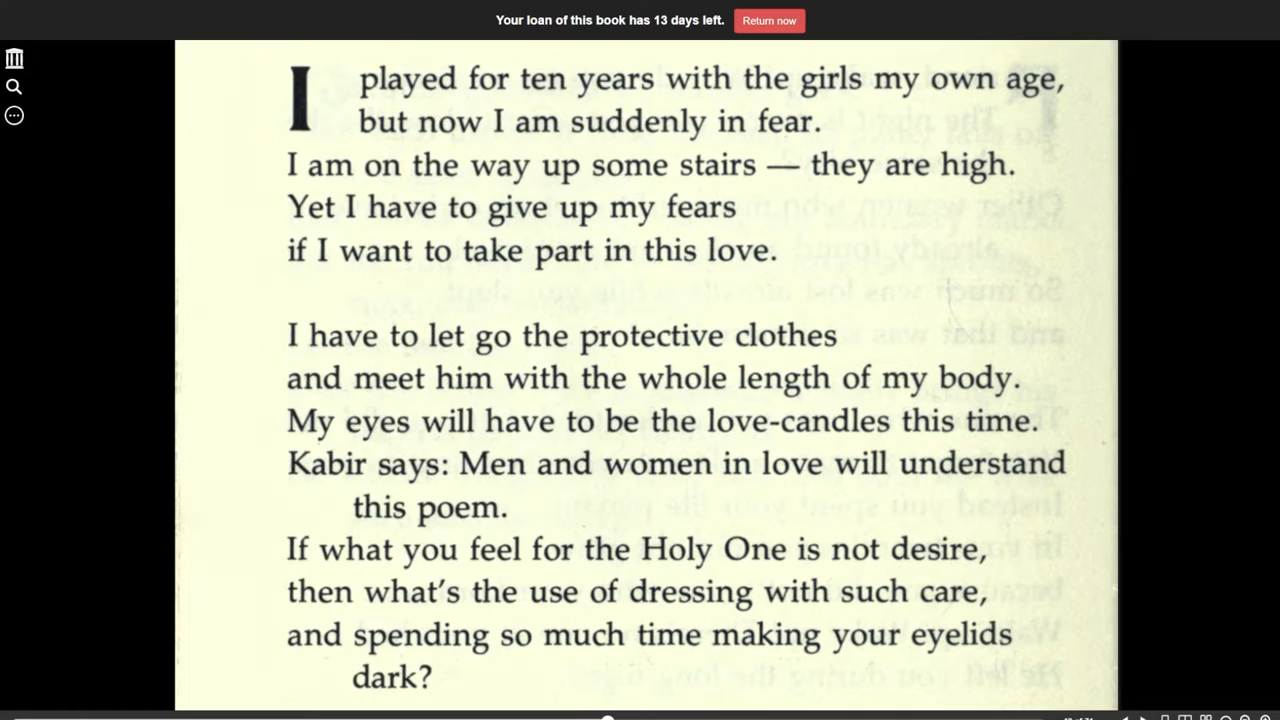 Your loan of this book has 13 days left. Return now
I played for ten years with the girls my own age,
but now I am suddenly in fear.
I am on the way up some stairs — they are high.
Yet I have to give up my fears
if I want to take part in this love.
I have to let go the protective clothes
and meet him with the whole length of my body.
My eyes will have to be the love-candles this time.
Kabir says: Men and women in love will understand
this poem.
If what you feel for the Holy One is not desire,
then what's the use of dressing with such care,
and spending so much time making your eyelids
dark?